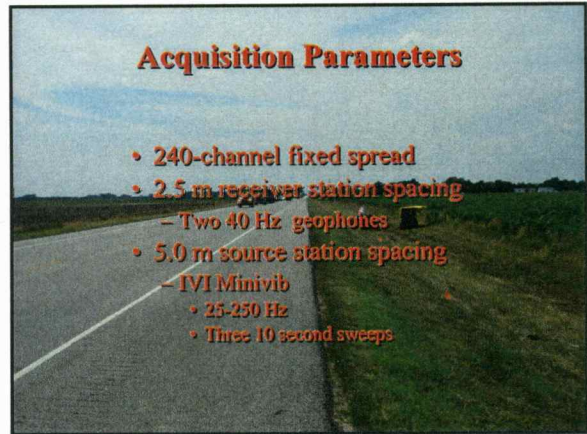 Acquisition Parameters
• 240-channel fixed spread
• 2.5 m receiver station spacing
– Two 40 Hz geophones
• 5.0 m source station spacing
– IVI Minivib
• 25-250 Hz
• Three 10 second sweeps